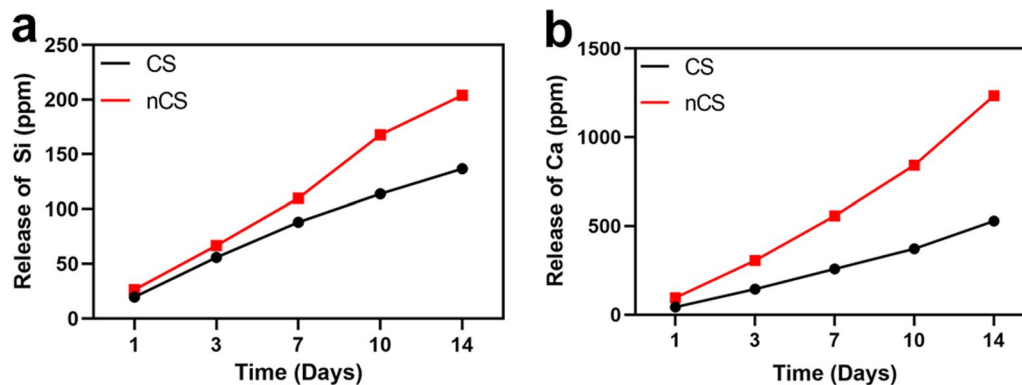 a
250
200
150
100
50
0
Release of Si (ppm)
CS
nCS
1 3 7 10 14
Time (Days)
b
1500
1000
500
0
Release of Ca (ppm)
CS
nCS
1 3 7 10 14
Time (Days)